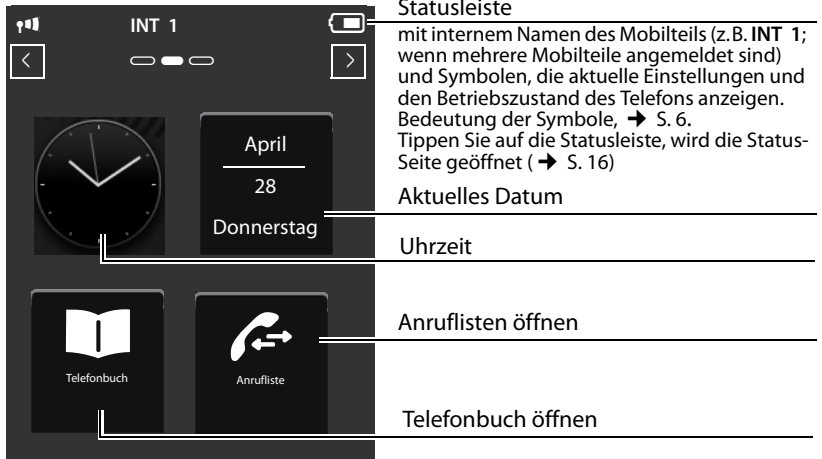 INT 1
April
28
Donnerstag
Telefonbuch
Anrufliste
Statusleiste
mit internem Namen des Mobilteils (z.B. INT 1;
wenn mehrere Mobilteile angemeldet sind)
und Symbolen, die aktuelle Einstellungen und
den Betriebszustand des Telefons anzeigen.
Bedeutung der Symbole, ➔ S. 6.
Tippen Sie auf die Statusleiste, wird die Status-
Seite geöffnet ( ➔ S. 16)
Aktuelles Datum
Uhrzeit
Anruflisten öffnen
Telefonbuch öffnen